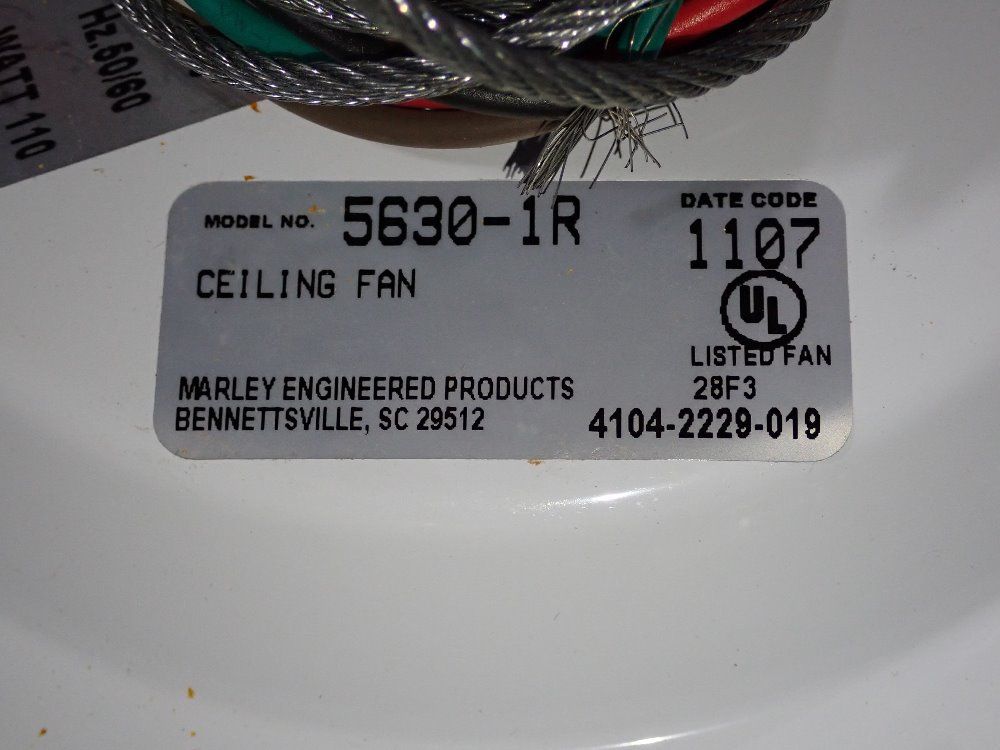 Hz.50/60
WATT 110
MODEL NO. 5630-1R
DATE CODE
1107
CEILING FAN
UL
LISTED FAN
MARLEY ENGINEERED PRODUCTS
28F3
BENNETTSVILLE, SC 29512
4104-2229-019